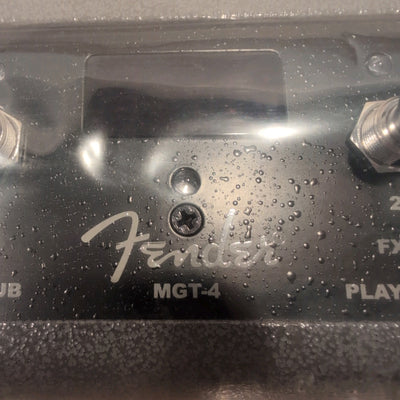 2
Fender
FX
UB MGT-4 PLAY